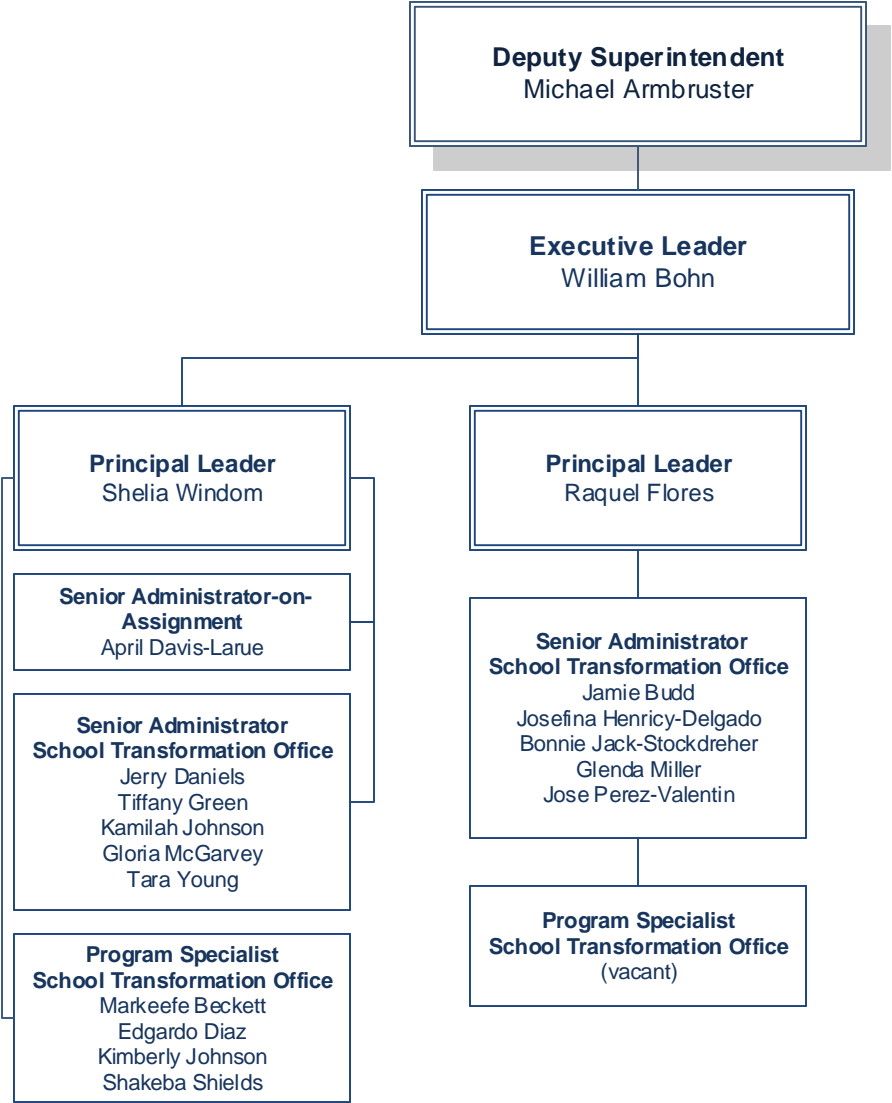 Deputy Superintendent
Michael Armbruster
Executive Leader
William Bohn
Principal Leader
Shelia Windom
Senior Administrator-on-
Assignment
April Davis-Larue
Senior Administrator
School Transformation Office
Jerry Daniels
Tiffany Green
Kamilah Johnson
Gloria McGarvey
Tara Young
Program Specialist
School Transformation Office
Markeefe Beckett
Edgardo Diaz
Kimberly Johnson
Shakeba Shields
Principal Leader
Raquel Flores
Senior Administrator
School Transformation Office
Jamie Budd
Josefina Henricy-Delgado
Bonnie Jack-Stockdreher
Glenda Miller
Jose Perez-Valentin
Program Specialist
School Transformation Office
(vacant)